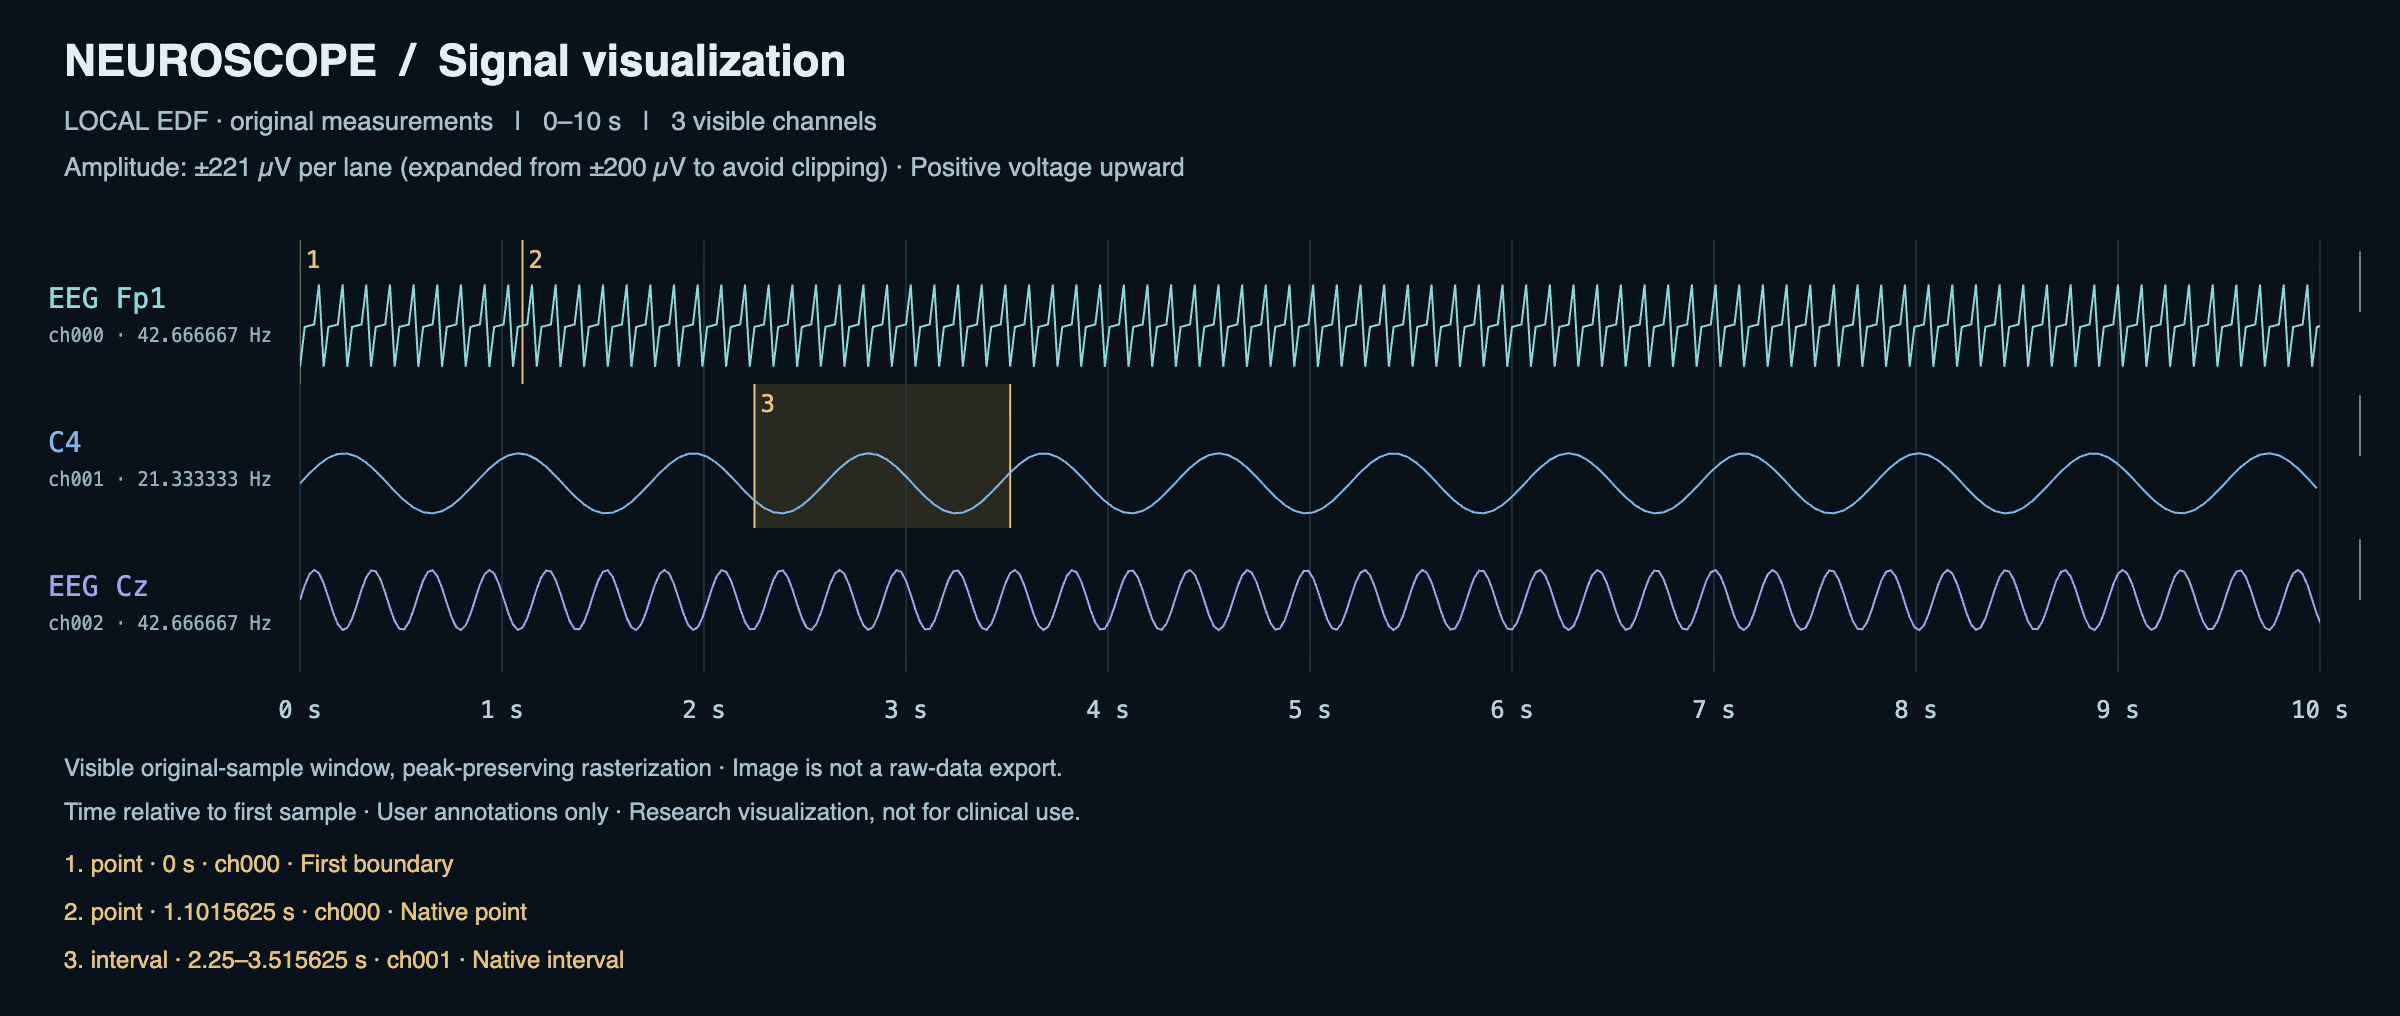 NEUROSCOPE / Signal visualization
LOCAL EDF · original measurements | 0–10 s | 3 visible channels
Amplitude: ±221 µV per lane (expanded from ±200 µV to avoid clipping) · Positive voltage upward
1 2
EEG Fp1
ch000 · 42.666667 Hz
3
C4
ch001 · 21.333333 Hz
EEG Cz
ch002 · 42.666667 Hz
0 s 1 s 2 s 3 s 4 s 5 s 6 s 7 s 8 s 9 s 10 s
Visible original-sample window, peak-preserving rasterization · Image is not a raw-data export.
Time relative to first sample · User annotations only · Research visualization, not for clinical use.
1. point · 0 s · ch000 · First boundary
2. point · 1.1015625 s · ch000 · Native point
3. interval · 2.25–3.515625 s · ch001 · Native interval